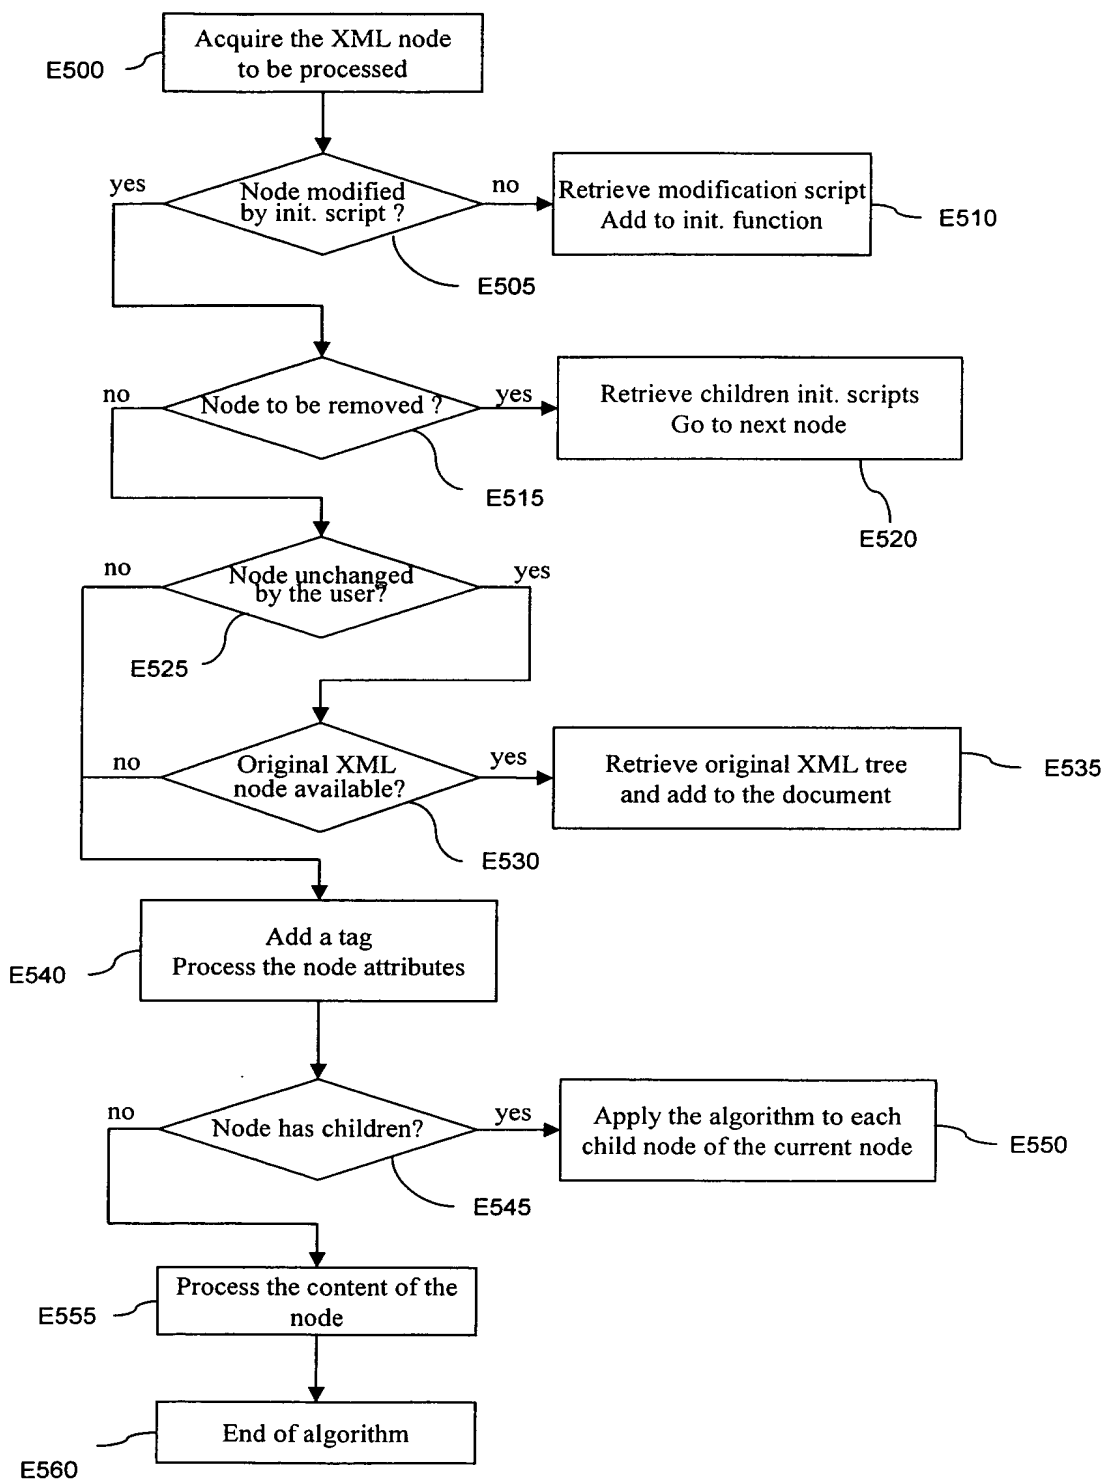 Acquire the XML node
to be processed
E500
yes
Node modified
by init. script ?
no
Retrieve modification script
Add to init. function
E510
E505
no
Node to be removed ?
yes
Retrieve children init. scripts
Go to next node
E515
E520
no
Node unchanged
by the user?
yes
E525
no
Original XML
node available?
yes
Retrieve original XML tree
and add to the document
E535
E530
Add a tag
Process the node attributes
E540
no
Node has children?
yes
Apply the algorithm to each
child node of the current node
E550
E545
Process the content of the
node
E555
End of algorithm
E560